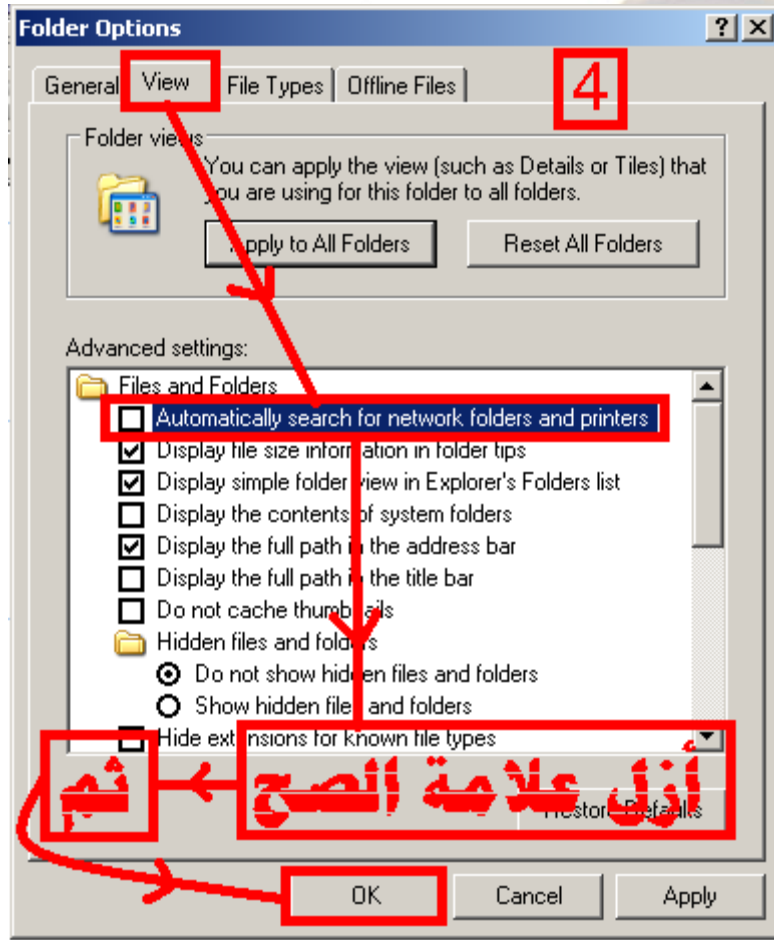 Folder Options
General View File Types Offline Files
4
Folder views
You can apply the view (such as Details or Tiles) that
you are using for this folder to all folders.
Apply to All Folders Reset All Folders
Advanced settings:
Files and Folders
Automatically search for network folders and printers
Display file size information in folder tips
Display simple folder view in Explorer's Folders list
Display the contents of system folders
Display the full path in the address bar
Display the full path in the title bar
Do not cache thumbnails
Hidden files and folders
Do not show hidden files and folders
Show hidden files and folders
Hide extensions for known file types
أزل علامة الصح
ثم
Restore Defaults
OK Cancel Apply